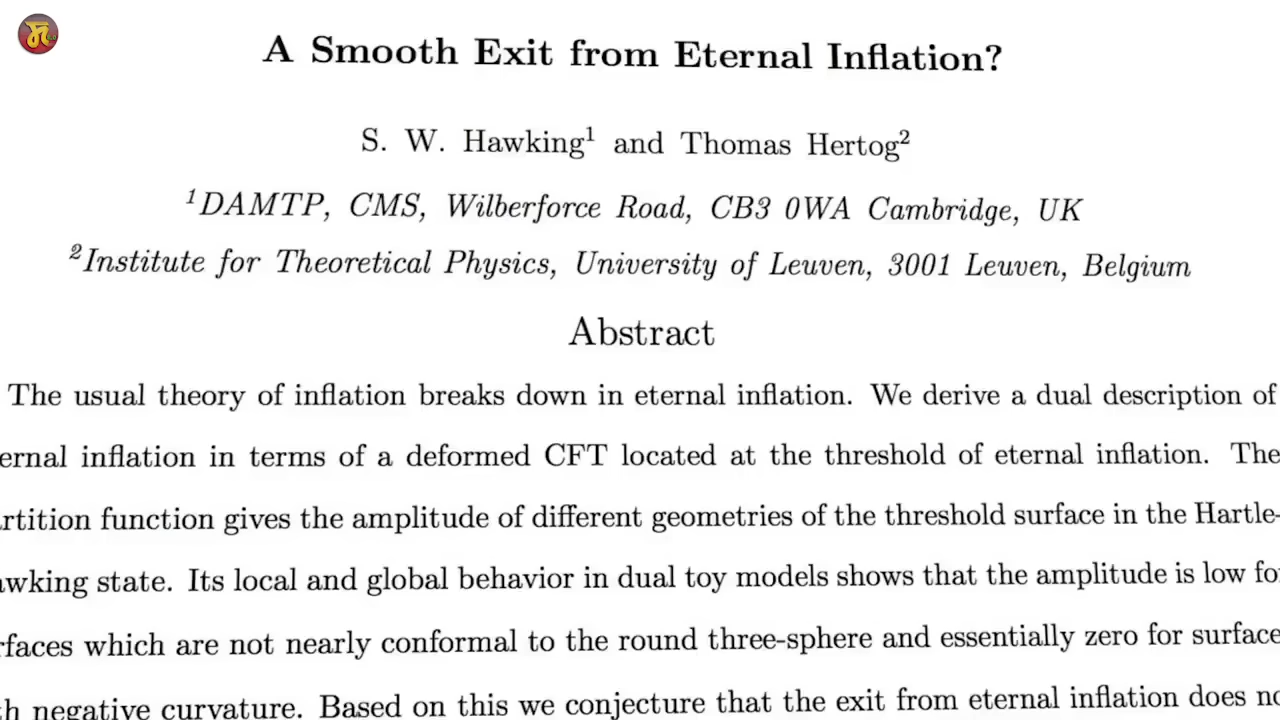 A Smooth Exit from Eternal Inflation?
S. W. Hawking¹ and Thomas Hertog²
¹DAMTP, CMS, Wilberforce Road, CB3 0WA Cambridge, UK
²Institute for Theoretical Physics, University of Leuven, 3001 Leuven, Belgium
Abstract
The usual theory of inflation breaks down in eternal inflation. We derive a dual description of
ernal inflation in terms of a deformed CFT located at the threshold of eternal inflation. The
rtition function gives the amplitude of different geometries of the threshold surface in the Hartle-
wking state. Its local and global behavior in dual toy models shows that the amplitude is low for
rfaces which are not nearly conformal to the round three-sphere and essentially zero for surface
th negative curvature. Based on this we conjecture that the exit from eternal inflation does no